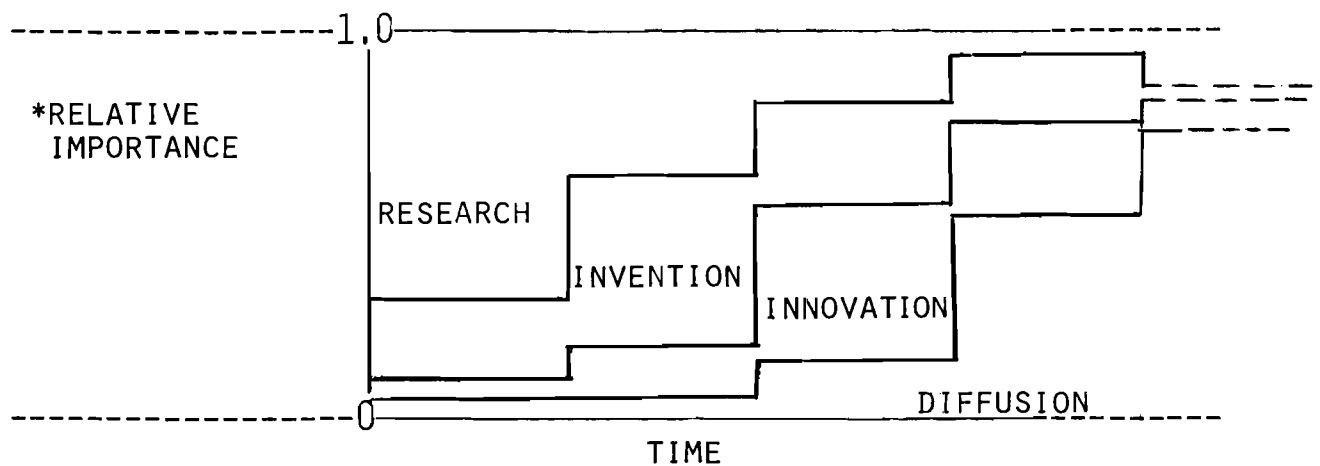 1.0
*RELATIVE
IMPORTANCE
RESEARCH
INVENTION
INNOVATION
DIFFUSION
0
TIME